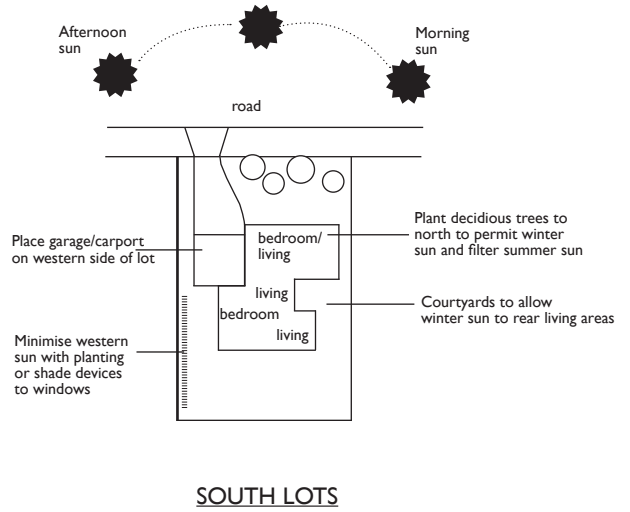 Afternoon
sun
Morning
sun
road
Place garage/carport
on western side of lot
bedroom/
living
Plant decidious trees to
north to permit winter
sun and filter summer sun
living
bedroom
living
Courtyards to allow
winter sun to rear living areas
Minimise western
sun with planting
or shade devices
to windows
SOUTH LOTS